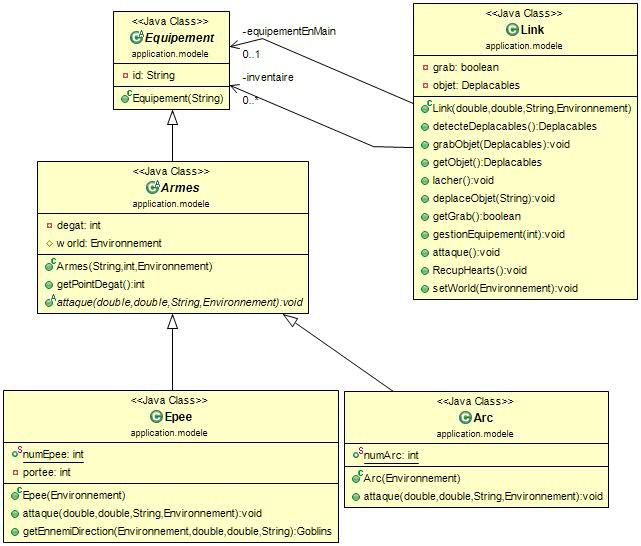 <<Java Class>>
Equipement
application.modele
id: String
Equipement(String)
-equipementEnMain
0..1
-inventaire
0..*
<<Java Class>>
Link
application.modele
grab: boolean
objet: Deplacables
Link(double,double,String,Environnement)
detecteDeplacables():Deplacables
grabObjet(Deplacables):void
getObjet():Deplacables
lacher():void
deplaceObjet(String):void
getGrab():boolean
gestionEquipement(int):void
attaque():void
RecupHearts():void
setWorld(Environnement):void
<<Java Class>>
Armes
application.modele
degat: int
world: Environnement
Armes(String,int,Environnement)
getPointDegat():int
attaque(double,double,String,Environnement):void
<<Java Class>>
Epee
application.modele
numEpee: int
portee: int
Epee(Environnement)
attaque(double,double,String,Environnement):void
getEnnemiDirection(Environnement,double,double,String):Goblins
<<Java Class>>
Arc
application.modele
numArc: int
Arc(Environnement)
attaque(double,double,String,Environnement):void